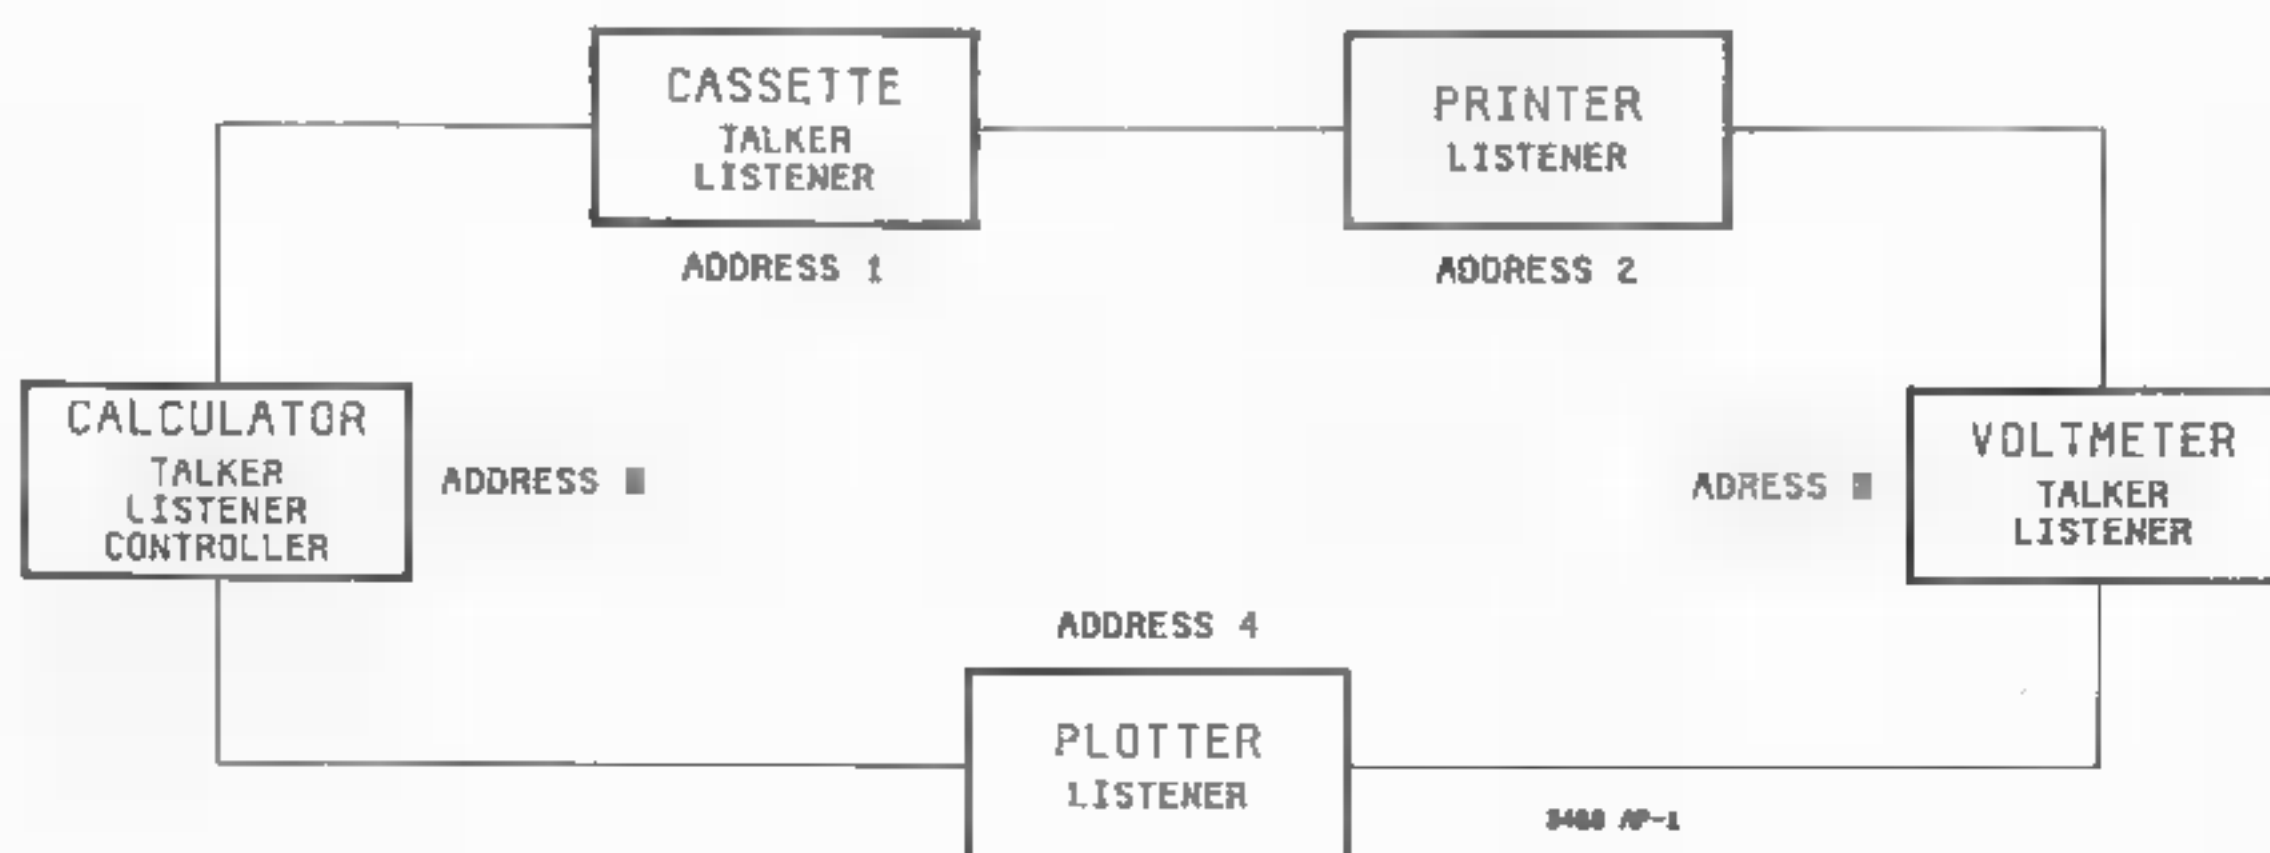 CASSETTE
TALKER
LISTENER
ADDRESS 1
PRINTER
LISTENER
ADDRESS 2
CALCULATOR
TALKER
LISTENER
CONTROLLER
ADDRESS
ADRESS
VOLTMETER
TALKER
LISTENER
ADDRESS 4
PLOTTER
LISTENER